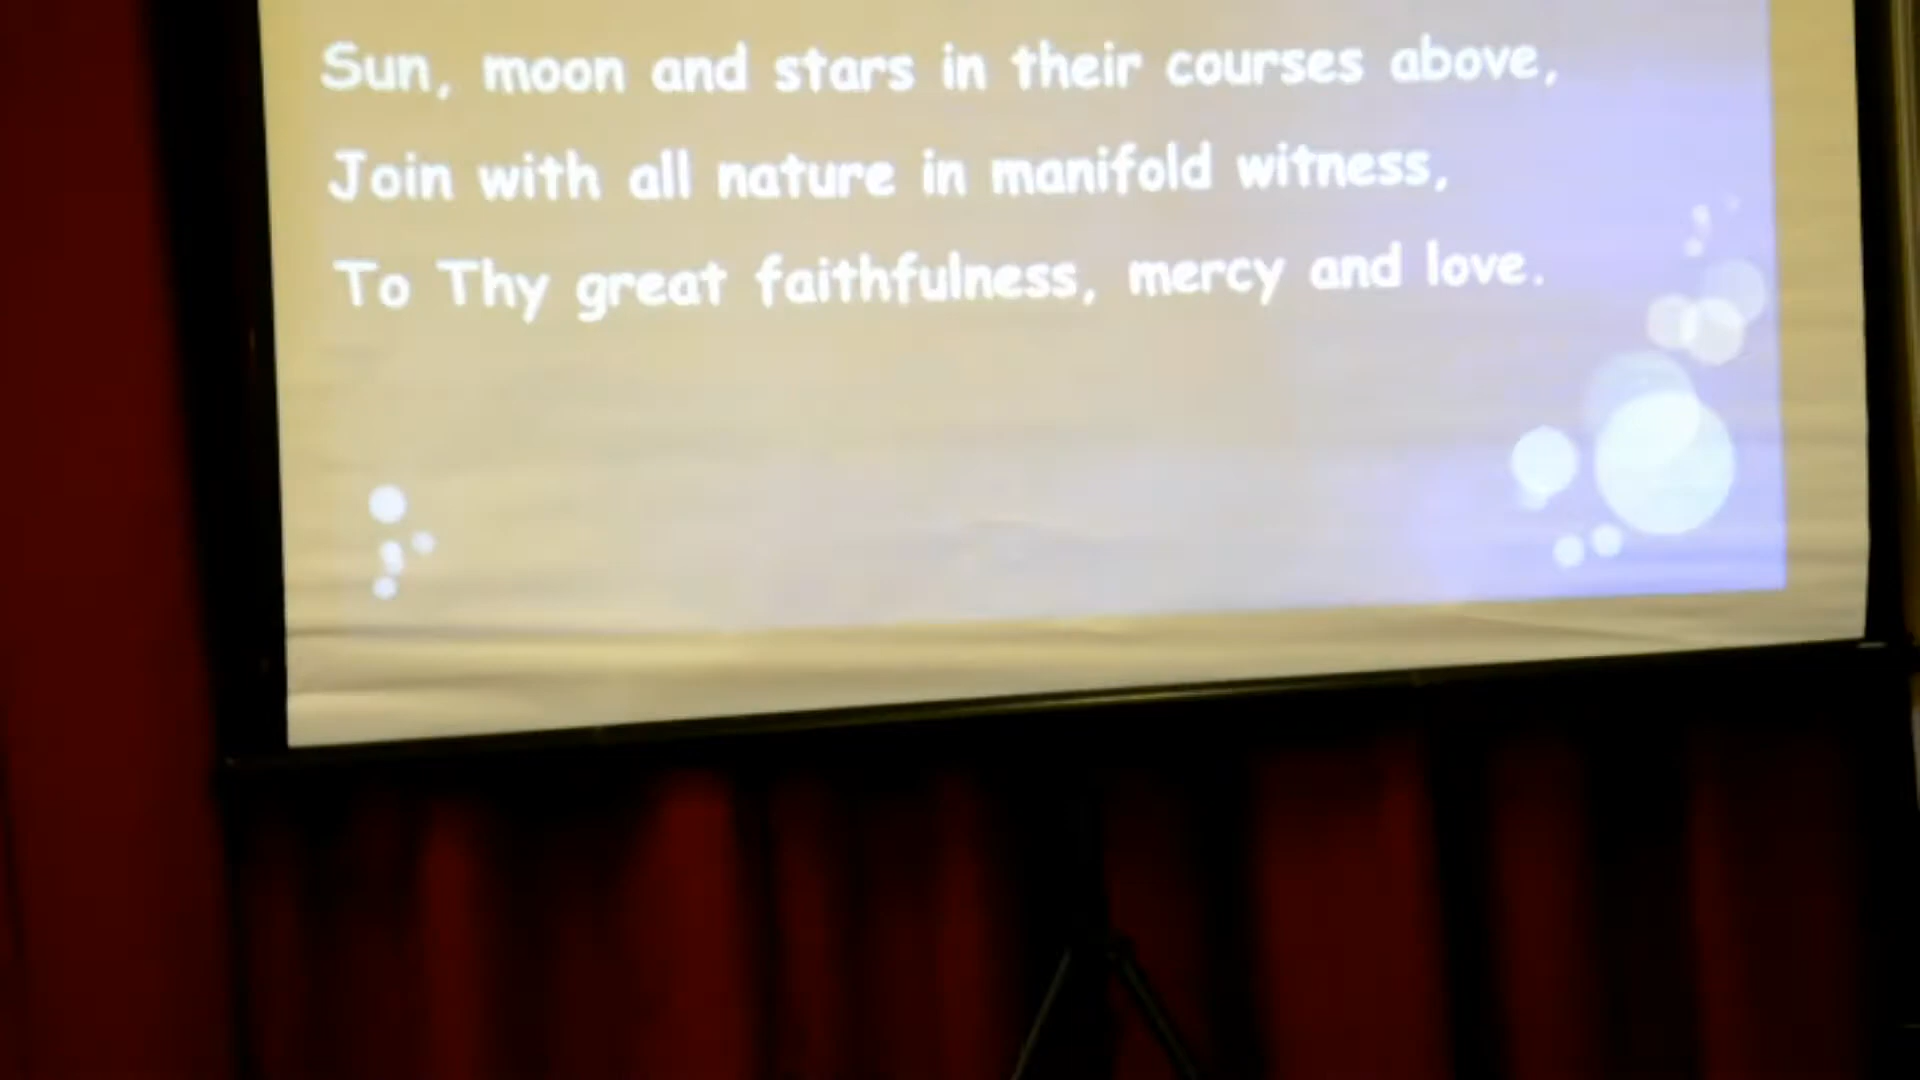 Sun, moon and stars in their courses above,
Join with all nature in manifold witness,
To Thy great faithfulness, mercy and love.